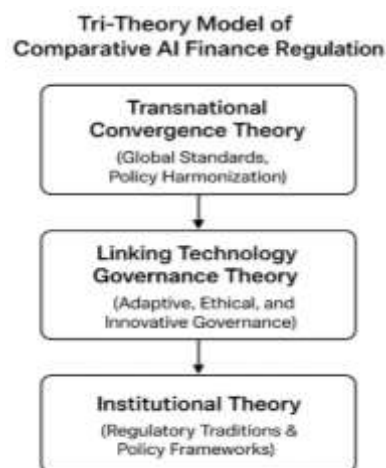 Tri-Theory Model of
Comparative AI Finance Regulation
Transnational
Convergence Theory
(Global Standards,
Policy Harmonization)
Linking Technology
Governance Theory
(Adaptive, Ethical, and
Innovative Governance)
Institutional Theory
(Regulatory Traditions &
Policy Frameworks)